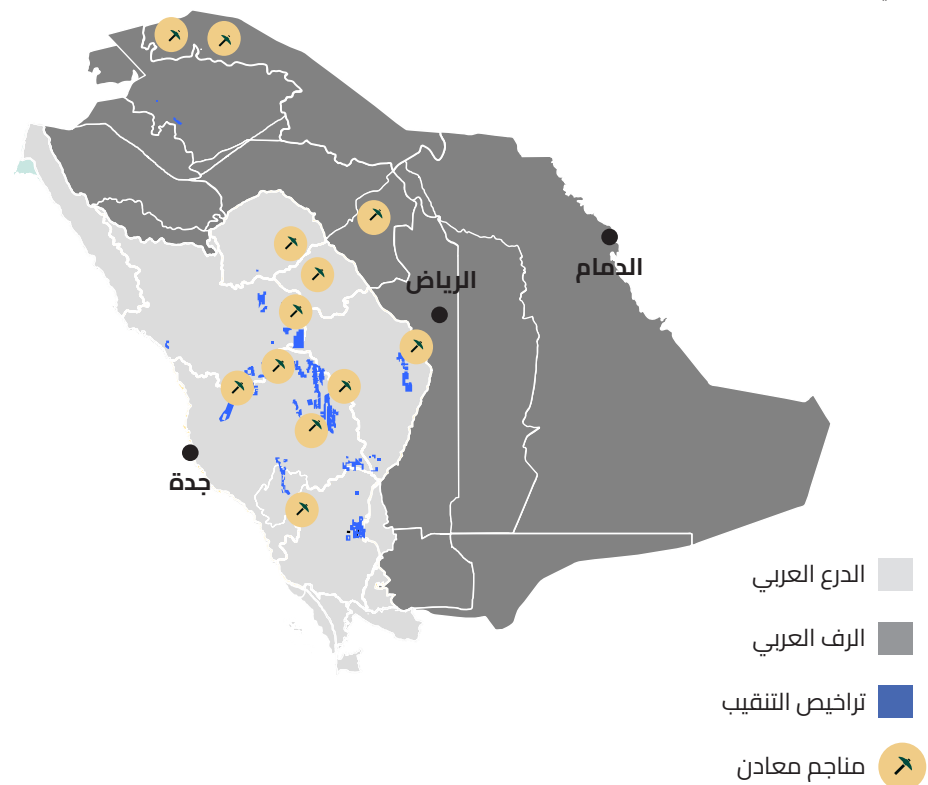 الدمام
الرياض
جدة
الدرع العربي
الرف العربي
تراخيص التنقيب
مناجم معادن